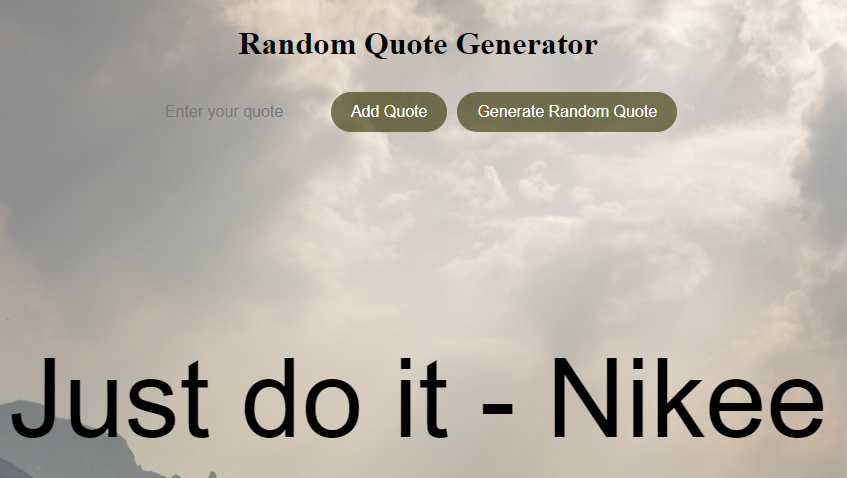 Random Quote Generator
Enter your quote Add Quote Generate Random Quote
Just do it - Nikee